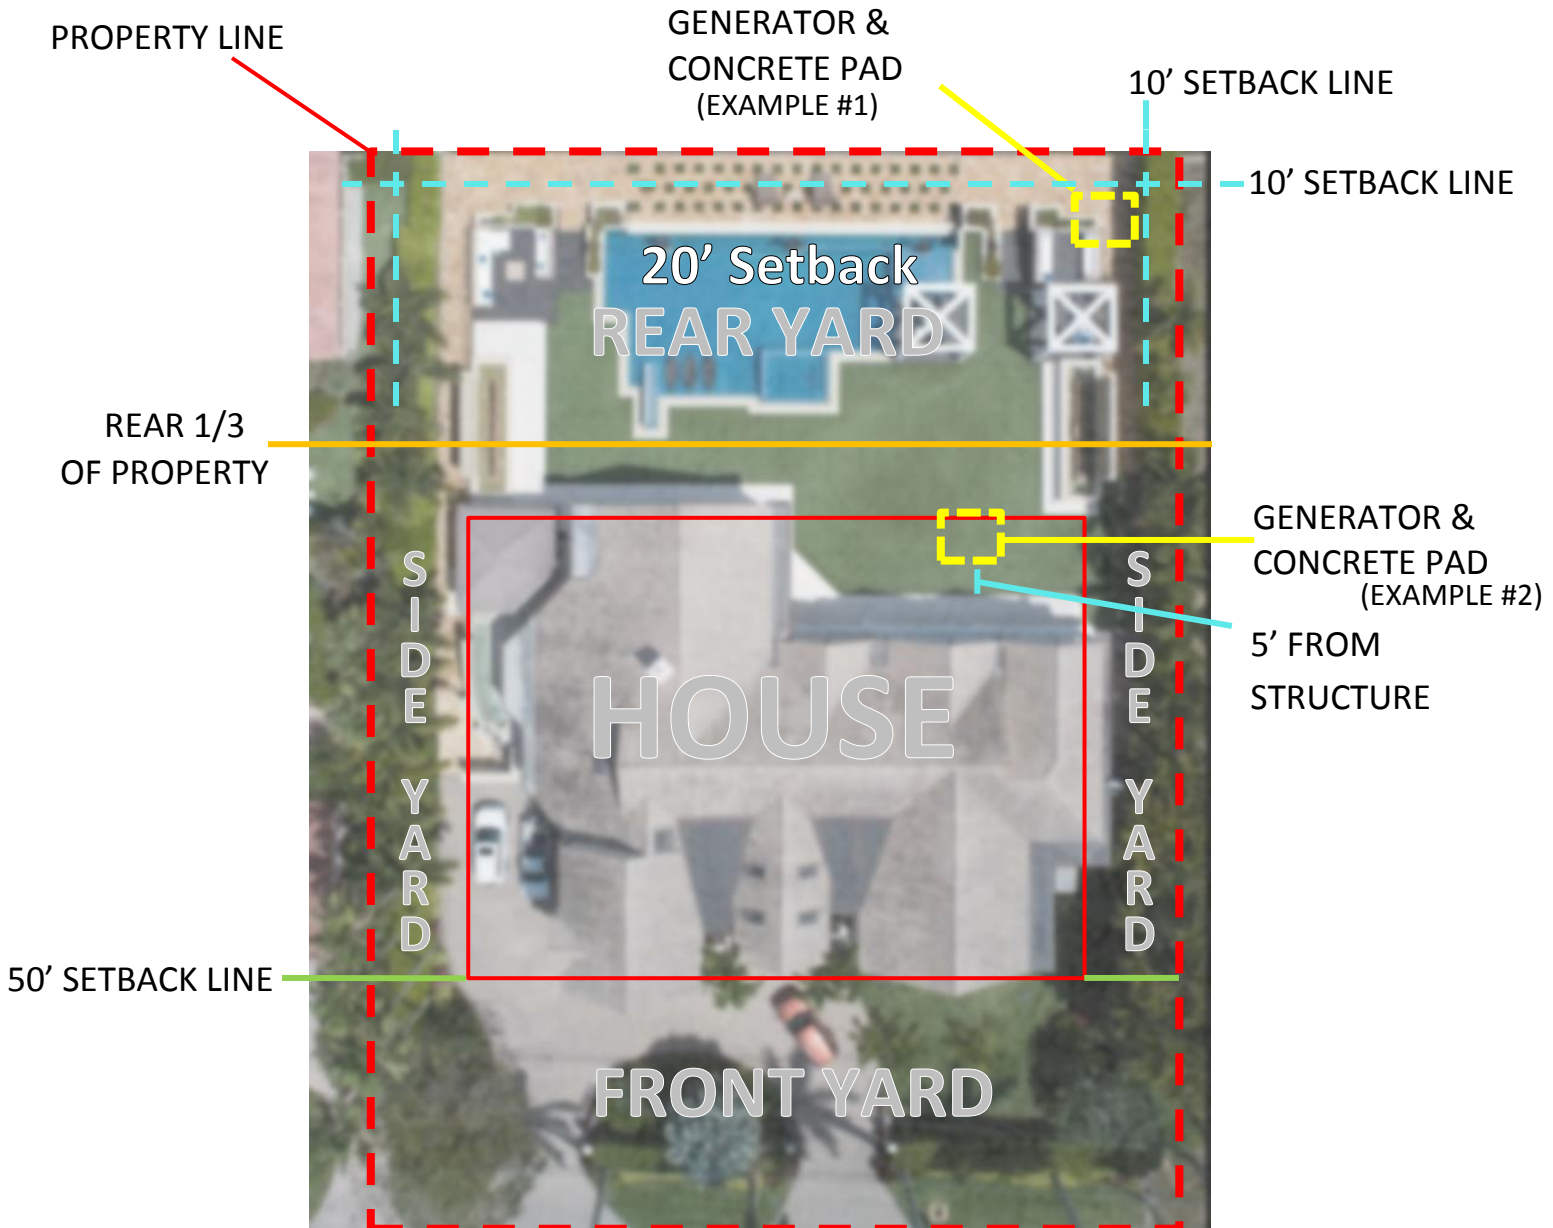 PROPERTY LINE
GENERATOR &
CONCRETE PAD
(EXAMPLE #1)
10’ SETBACK LINE
10’ SETBACK LINE
20’ Setback
REAR YARD
REAR 1/3
OF PROPERTY
GENERATOR &
CONCRETE PAD
(EXAMPLE #2)
5’ FROM
STRUCTURE
SIDE YARD
HOUSE
SIDE YARD
50’ SETBACK LINE
FRONT YARD